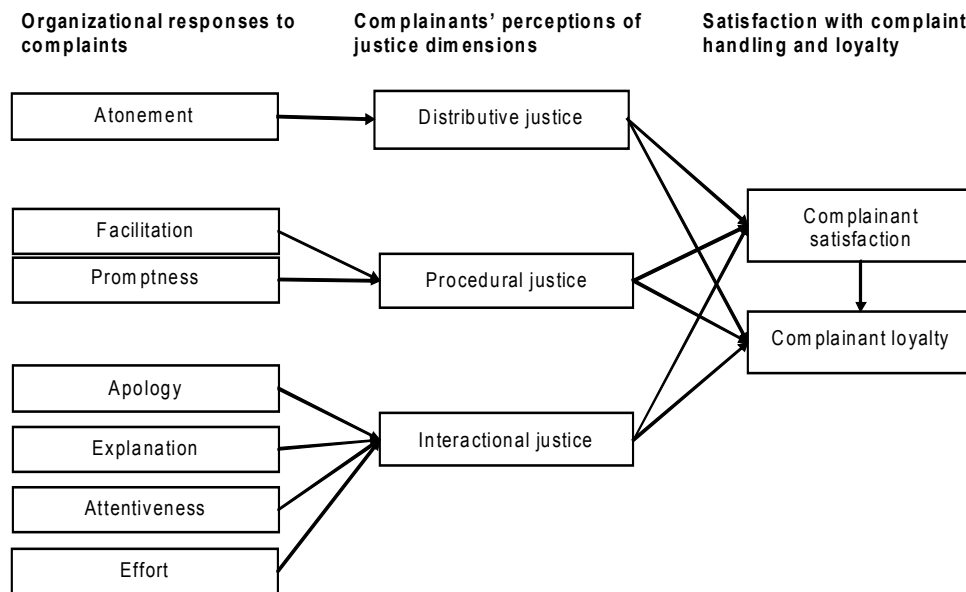 Organizational responses to
complaints
Complainants' perceptions of
justice dimensions
Satisfaction with complaint
handling and loyalty
Atonement
Distributive justice
Facilitation
Promptness
Procedural justice
Complainant
satisfaction
Complainant loyalty
Apology
Explanation
Attentiveness
Effort
Interactional justice